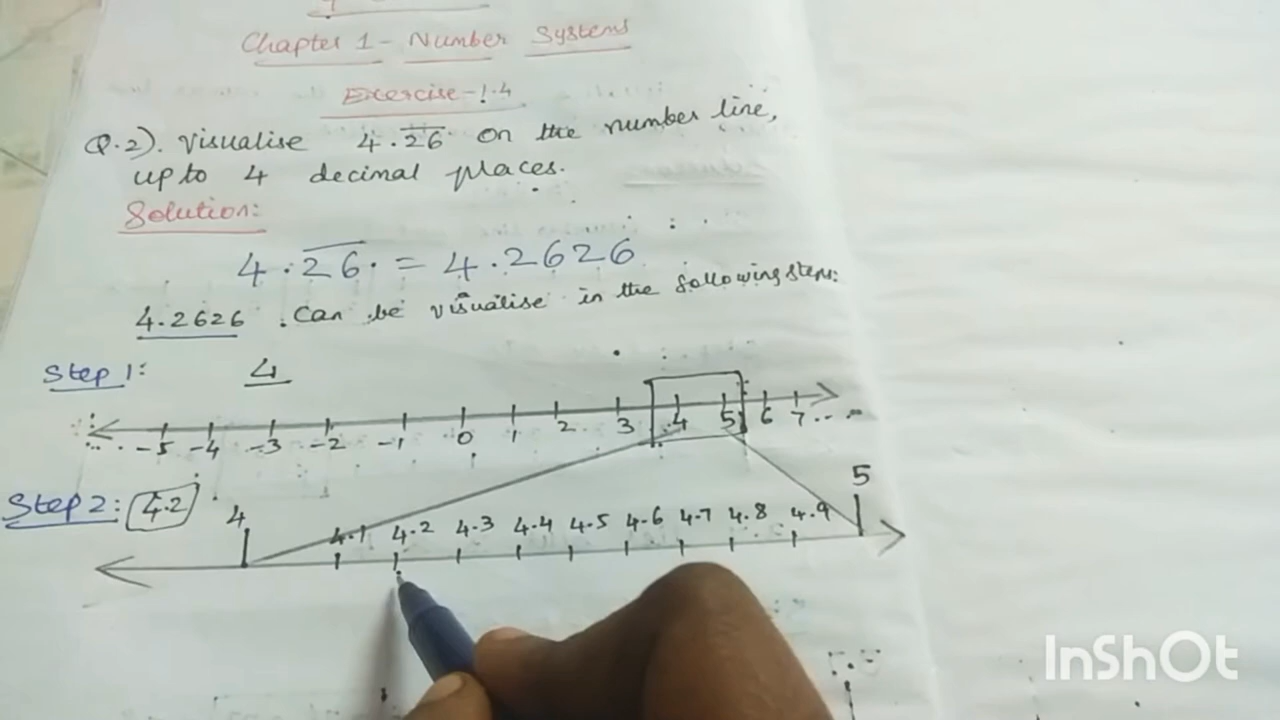 Chapter 1 - Number Systems
Exercise-1.4
Q.2). Visualise 4.2̅6̅ on the number line,
up to 4 decimal places.
Solution:
4.2̅6̅. = 4.2626
4.2626 . Can be visualise in the following steps:
Step 1: 4
-5 -4 -3 -2 -1 0 1 2 3 4 5 6 7 . . .
Step 2: 4.2 4 4.1 4.2 4.3 4.4 4.5 4.6 4.7 4.8 4.9 5
InShOt